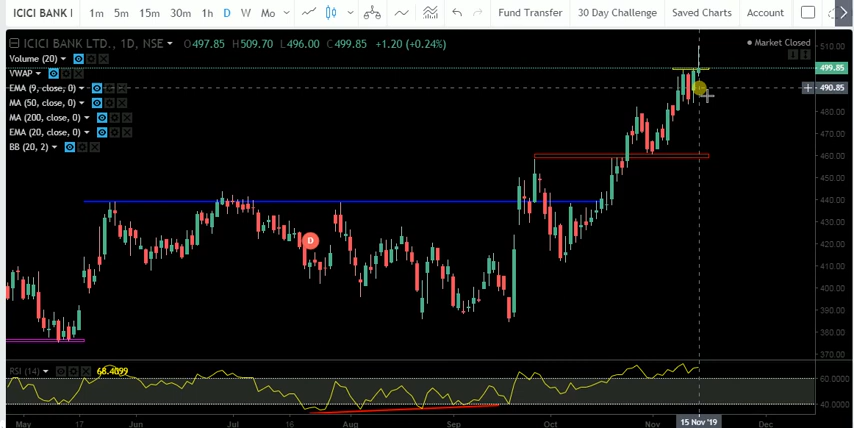 ICICI BANK I 1m 5m 15m 30m 1h D W Mo Fund Transfer 30 Day Challenge Saved Charts Account
ICICI BANK LTD., 1D, NSE O497.85 H509.70 L496.00 C499.85 +1.20 (+0.24%) Market Closed
Volume (20)
VWAP
EMA (9, close, 0)
MA (50, close, 0)
MA (200, close, 0)
EMA (20, close, 0)
BB (20, 2)
D
510.00
499.85
490.85
480.00
470.00
460.00
450.00
440.00
430.00
420.00
410.00
400.00
390.00
380.00
370.00
RSI (14) 68.4099
60.0000
40.0000
May 17 Jun Jul 16 Aug Sep Oct Nov 15 Nov '19 Dec